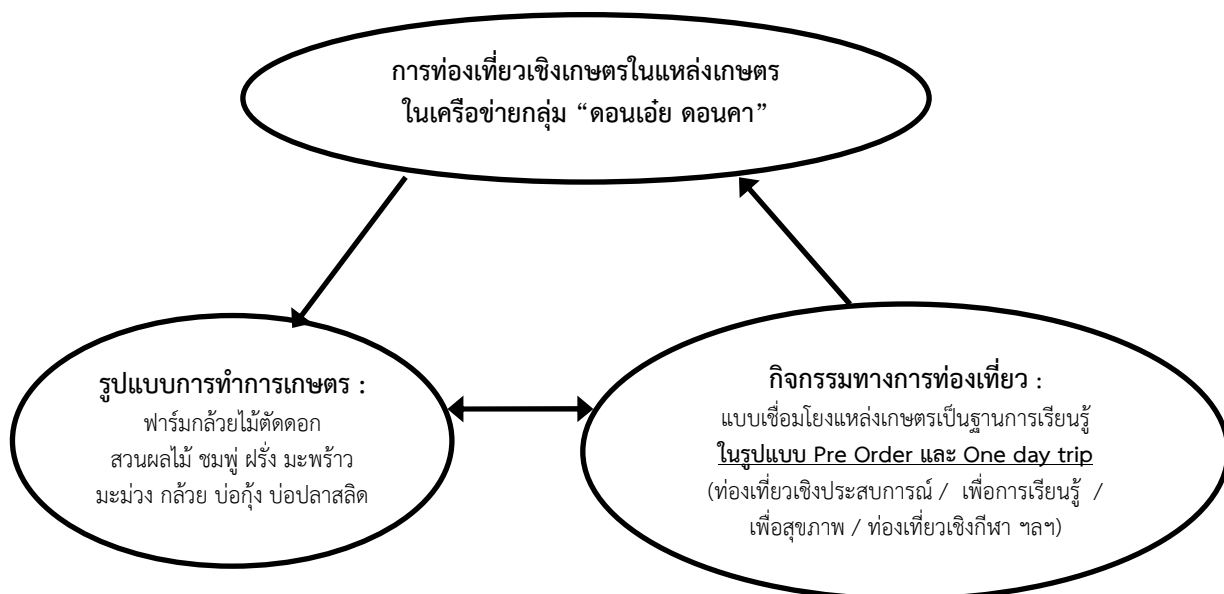 การท่องเที่ยวเชิงเกษตรในแหล่งเกษตร
ในเครือข่ายกลุ่ม “ดอนเอ๋ย ดอนคา”
รูปแบบการทำการเกษตร :
ฟาร์มกล้วยไม้ตัดดอก
สวนผลไม้ ชมพู่ ฝรั่ง มะพร้าว
มะม่วง กล้วย บ่อกุ้ง บ่อปลาสลิด
กิจกรรมทางการท่องเที่ยว :
แบบเชื่อมโยงแหล่งเกษตรเป็นฐานการเรียนรู้
ในรูปแบบ Pre Order และ One day trip
(ท่องเที่ยวเชิงประสบการณ์ / เพื่อการเรียนรู้ /
เพื่อสุขภาพ / ท่องเที่ยวเชิงกีฬา ฯลฯ)